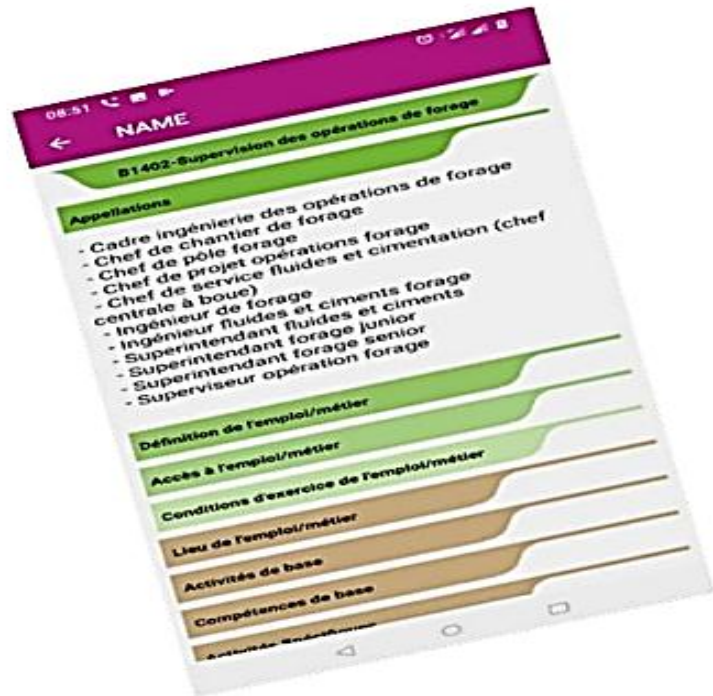 08:51
NAME
B1402-Supervision des opérations de forage
Appellations
- Cadre ingénierie des opérations de forage
- Chef de chantier de forage
- Chef de pôle forage
- Chef de projet opérations forage
- Chef de service fluides et cimentation (chef
centrale à boue)
- Ingénieur de forage
- Ingénieur fluides et ciments forage
- Superintendant fluides et ciments
- Superintendant forage junior
- Superintendant forage senior
- Superviseur opération forage
Définition de l'emploi/métier
Accès à l'emploi/métier
Conditions d'exercice de l'emploi/métier
Lieu de l'emploi/métier
Activités de base
Compétences de base
Activités Spécifiques